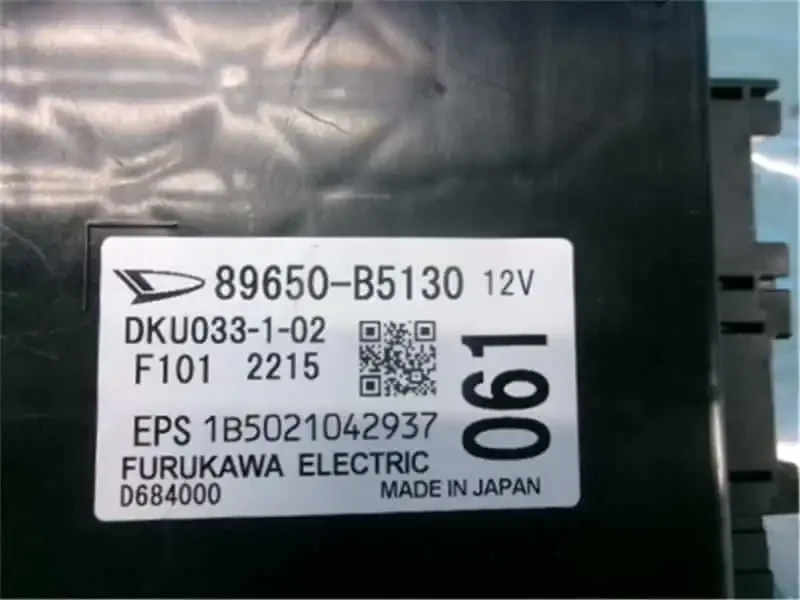 89650-B5130 12V
DKU033-1-02
F101 2215
061
EPS 1B5021042937
FURUKAWA ELECTRIC
D684000 MADE IN JAPAN